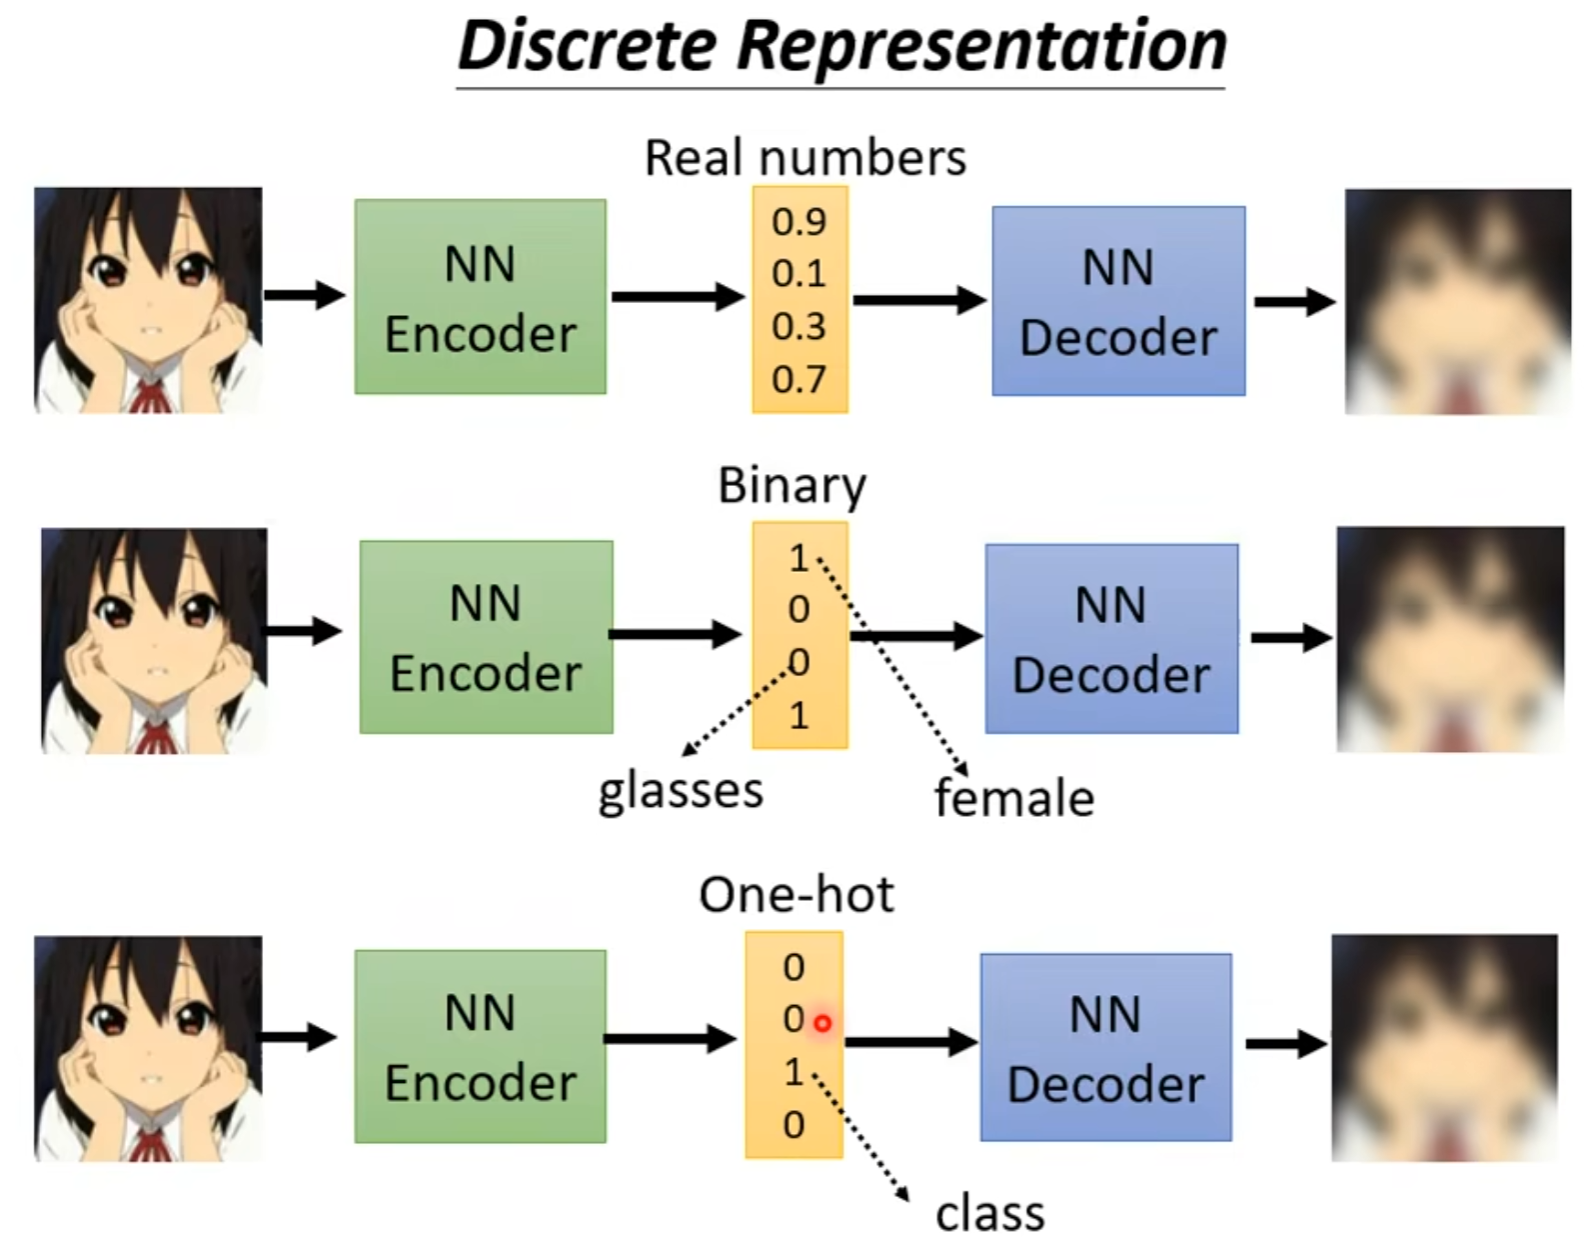 Discrete Representation
Real numbers
NN
Encoder
0.9
0.1
0.3
0.7
NN
Decoder
Binary
NN
Encoder
1
0
0
1
NN
Decoder
glasses
female
One-hot
NN
Encoder
0
0
1
0
NN
Decoder
class